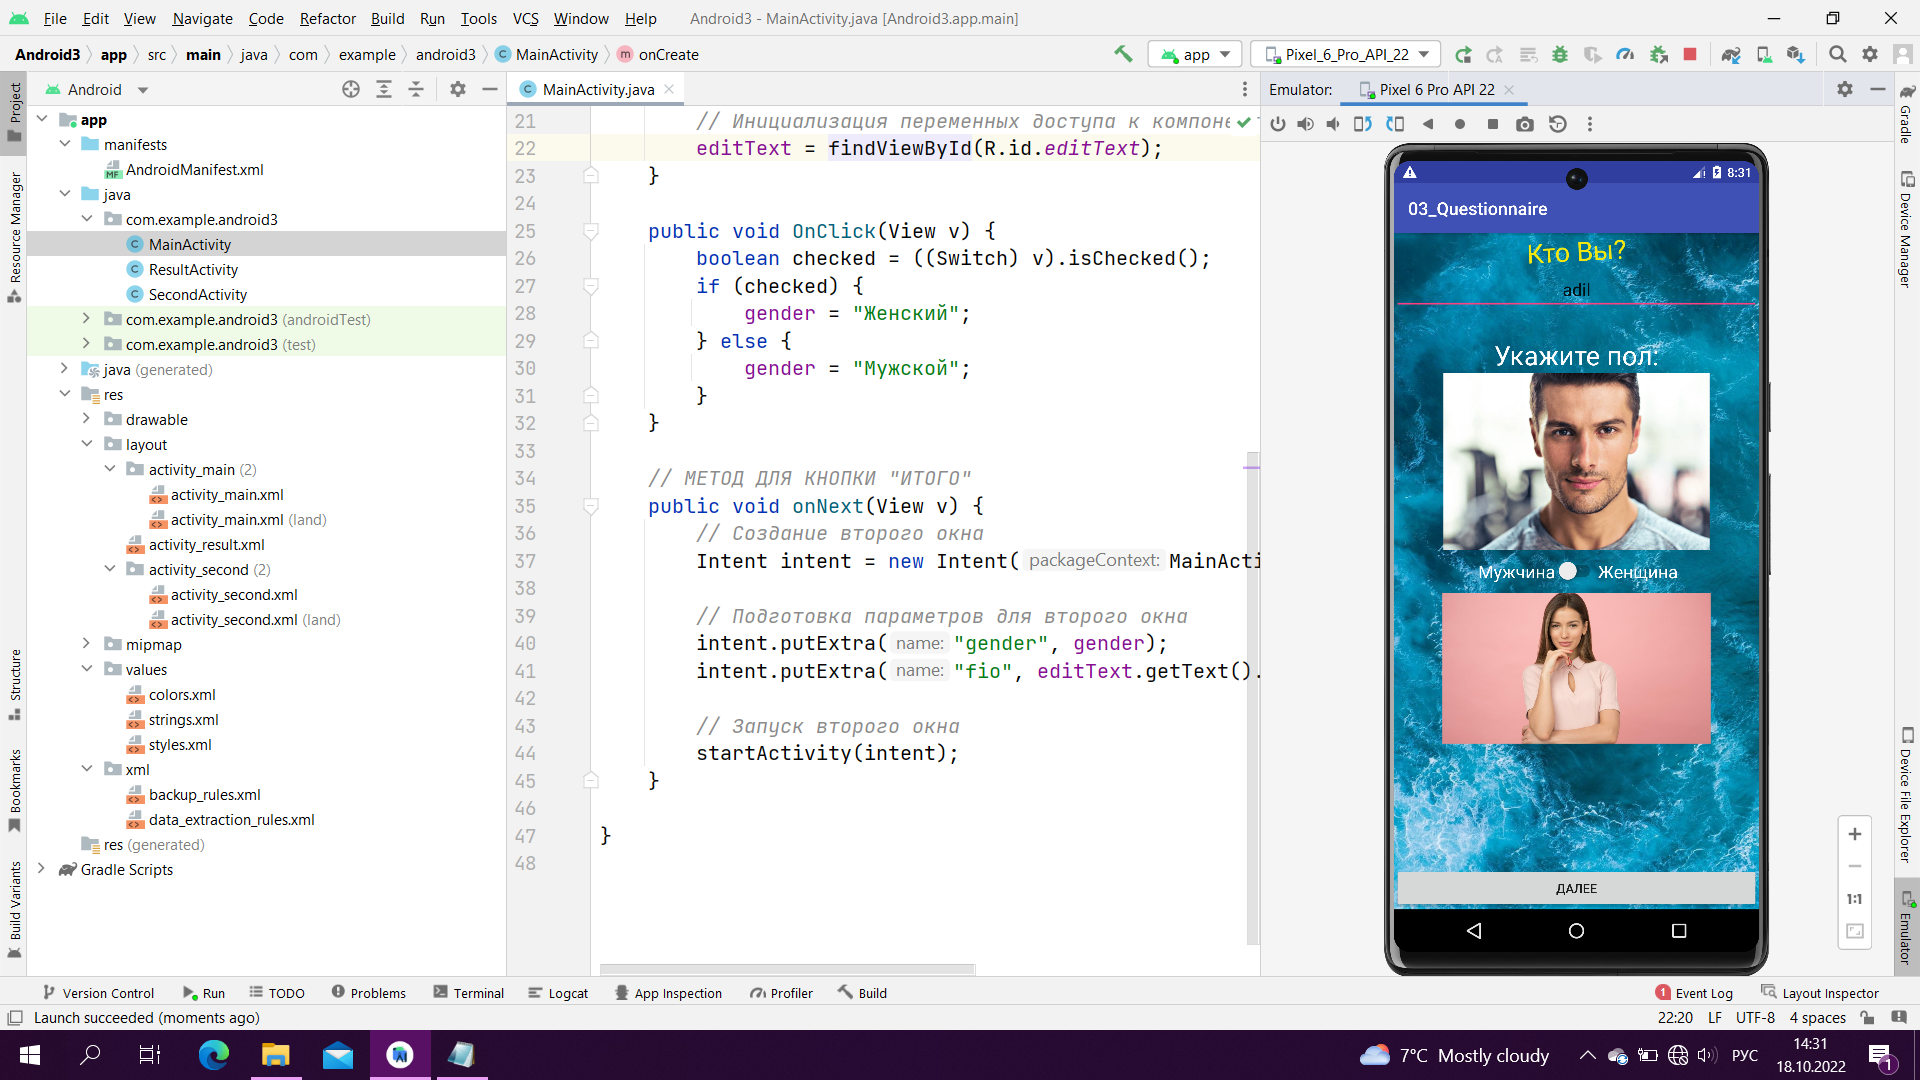 File Edit View Navigate Code Refactor Build Run Tools VCS Window Help Android3 - MainActivity.java [Android3.app.main]
Android3 app src main java com example android3 MainActivity onCreate app Pixel_6_Pro_API_22
Android
MainActivity.java
Emulator: Pixel 6 Pro API 22
Project
Resource Manager
Structure
Bookmarks
Build Variants
app
manifests
AndroidManifest.xml
java
com.example.android3
MainActivity
ResultActivity
SecondActivity
com.example.android3 (androidTest)
com.example.android3 (test)
java (generated)
res
drawable
layout
activity_main (2)
activity_main.xml
activity_main.xml (land)
activity_result.xml
activity_second (2)
activity_second.xml
activity_second.xml (land)
mipmap
values
colors.xml
strings.xml
styles.xml
xml
backup_rules.xml
data_extraction_rules.xml
res (generated)
Gradle Scripts
21 // Инициализация переменных доступа к компоне
22 editText = findViewById(R.id.editText);
23 }
24
25 public void OnClick(View v) {
26 boolean checked = ((Switch) v).isChecked();
27 if (checked) {
28 gender = "Женский";
29 } else {
30 gender = "Мужской";
31 }
32 }
33
34 // МЕТОД ДЛЯ КНОПКИ "ИТОГО"
35 public void onNext(View v) {
36 // Создание второго окна
37 Intent intent = new Intent( packageContext: MainActi
38
39 // Подготовка параметров для второго окна
40 intent.putExtra( name: "gender", gender);
41 intent.putExtra( name: "fio", editText.getText().
42
43 // Запуск второго окна
44 startActivity(intent);
45 }
46
47 }
48
8:31
03_Questionnaire
Кто Вы?
adil
Укажите пол:
Мужчина Женщина
ДАЛЕЕ
1:1
Gradle
Device Manager
Device File Explorer
Emulator
Version Control Run TODO Problems Terminal Logcat App Inspection Profiler Build 1 Event Log Layout Inspector
Launch succeeded (moments ago) 22:20 LF UTF-8 4 spaces
7°C Mostly cloudy РУС 14:31
18.10.2022 1